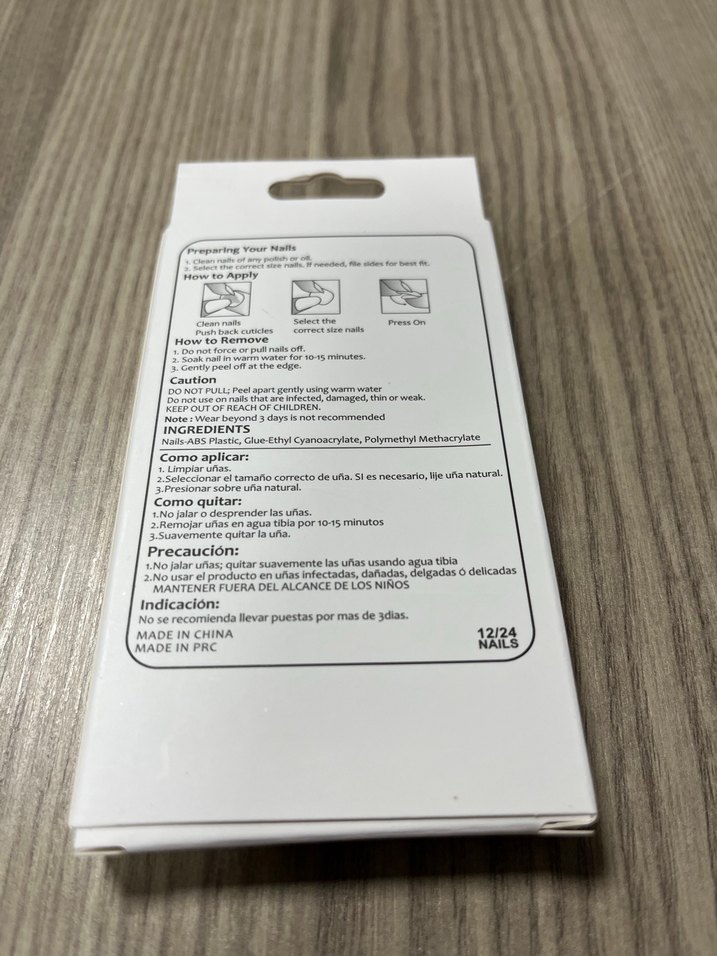 Preparing Your Nails
1. Clean nails of any polish or oil.
2. Select the correct size nails. If needed, file sides for best fit.
How to Apply
Clean nails
Push back cuticles
Select the
correct size nails
Press On
How to Remove
1. Do not force or pull nails off.
2. Soak nail in warm water for 10-15 minutes.
3. Gently peel off at the edge.
Caution
DO NOT PULL; Peel apart gently using warm water
Do not use on nails that are infected, damaged, thin or weak.
KEEP OUT OF REACH OF CHILDREN.
Note : Wear beyond 3 days is not recommended
INGREDIENTS
Nails-ABS Plastic, Glue-Ethyl Cyanoacrylate, Polymethyl Methacrylate
Como aplicar:
1. Limpiar uñas.
2.Seleccionar el tamaño correcto de uña. SI es necesario, lije uña natural.
3.Presionar sobre uña natural.
Como quitar:
1.No jalar o desprender las uñas.
2.Remojar uñas en agua tibia por 10-15 minutos
3.Suavemente quitar la uña.
Precaución:
1.No jalar uñas; quitar suavemente las uñas usando agua tibia
2.No usar el producto en uñas infectadas, dañadas, delgadas ó delicadas
MANTENER FUERA DEL ALCANCE DE LOS NIÑOS
Indicación:
No se recomienda llevar puestas por mas de 3dias.
MADE IN CHINA
MADE IN PRC
12/24
NAILS